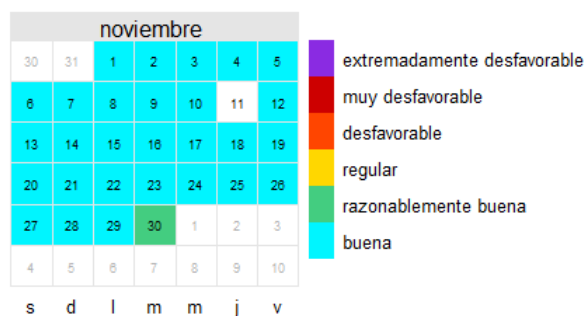 noviembre
30 31 1 2 3 4 5
6 7 8 9 10 11 12
13 14 15 16 17 18 19
20 21 22 23 24 25 26
27 28 29 30 1 2 3
4 5 6 7 8 9 10
s d l m m j v
extremadamente desfavorable
muy desfavorable
desfavorable
regular
razonablemente buena
buena